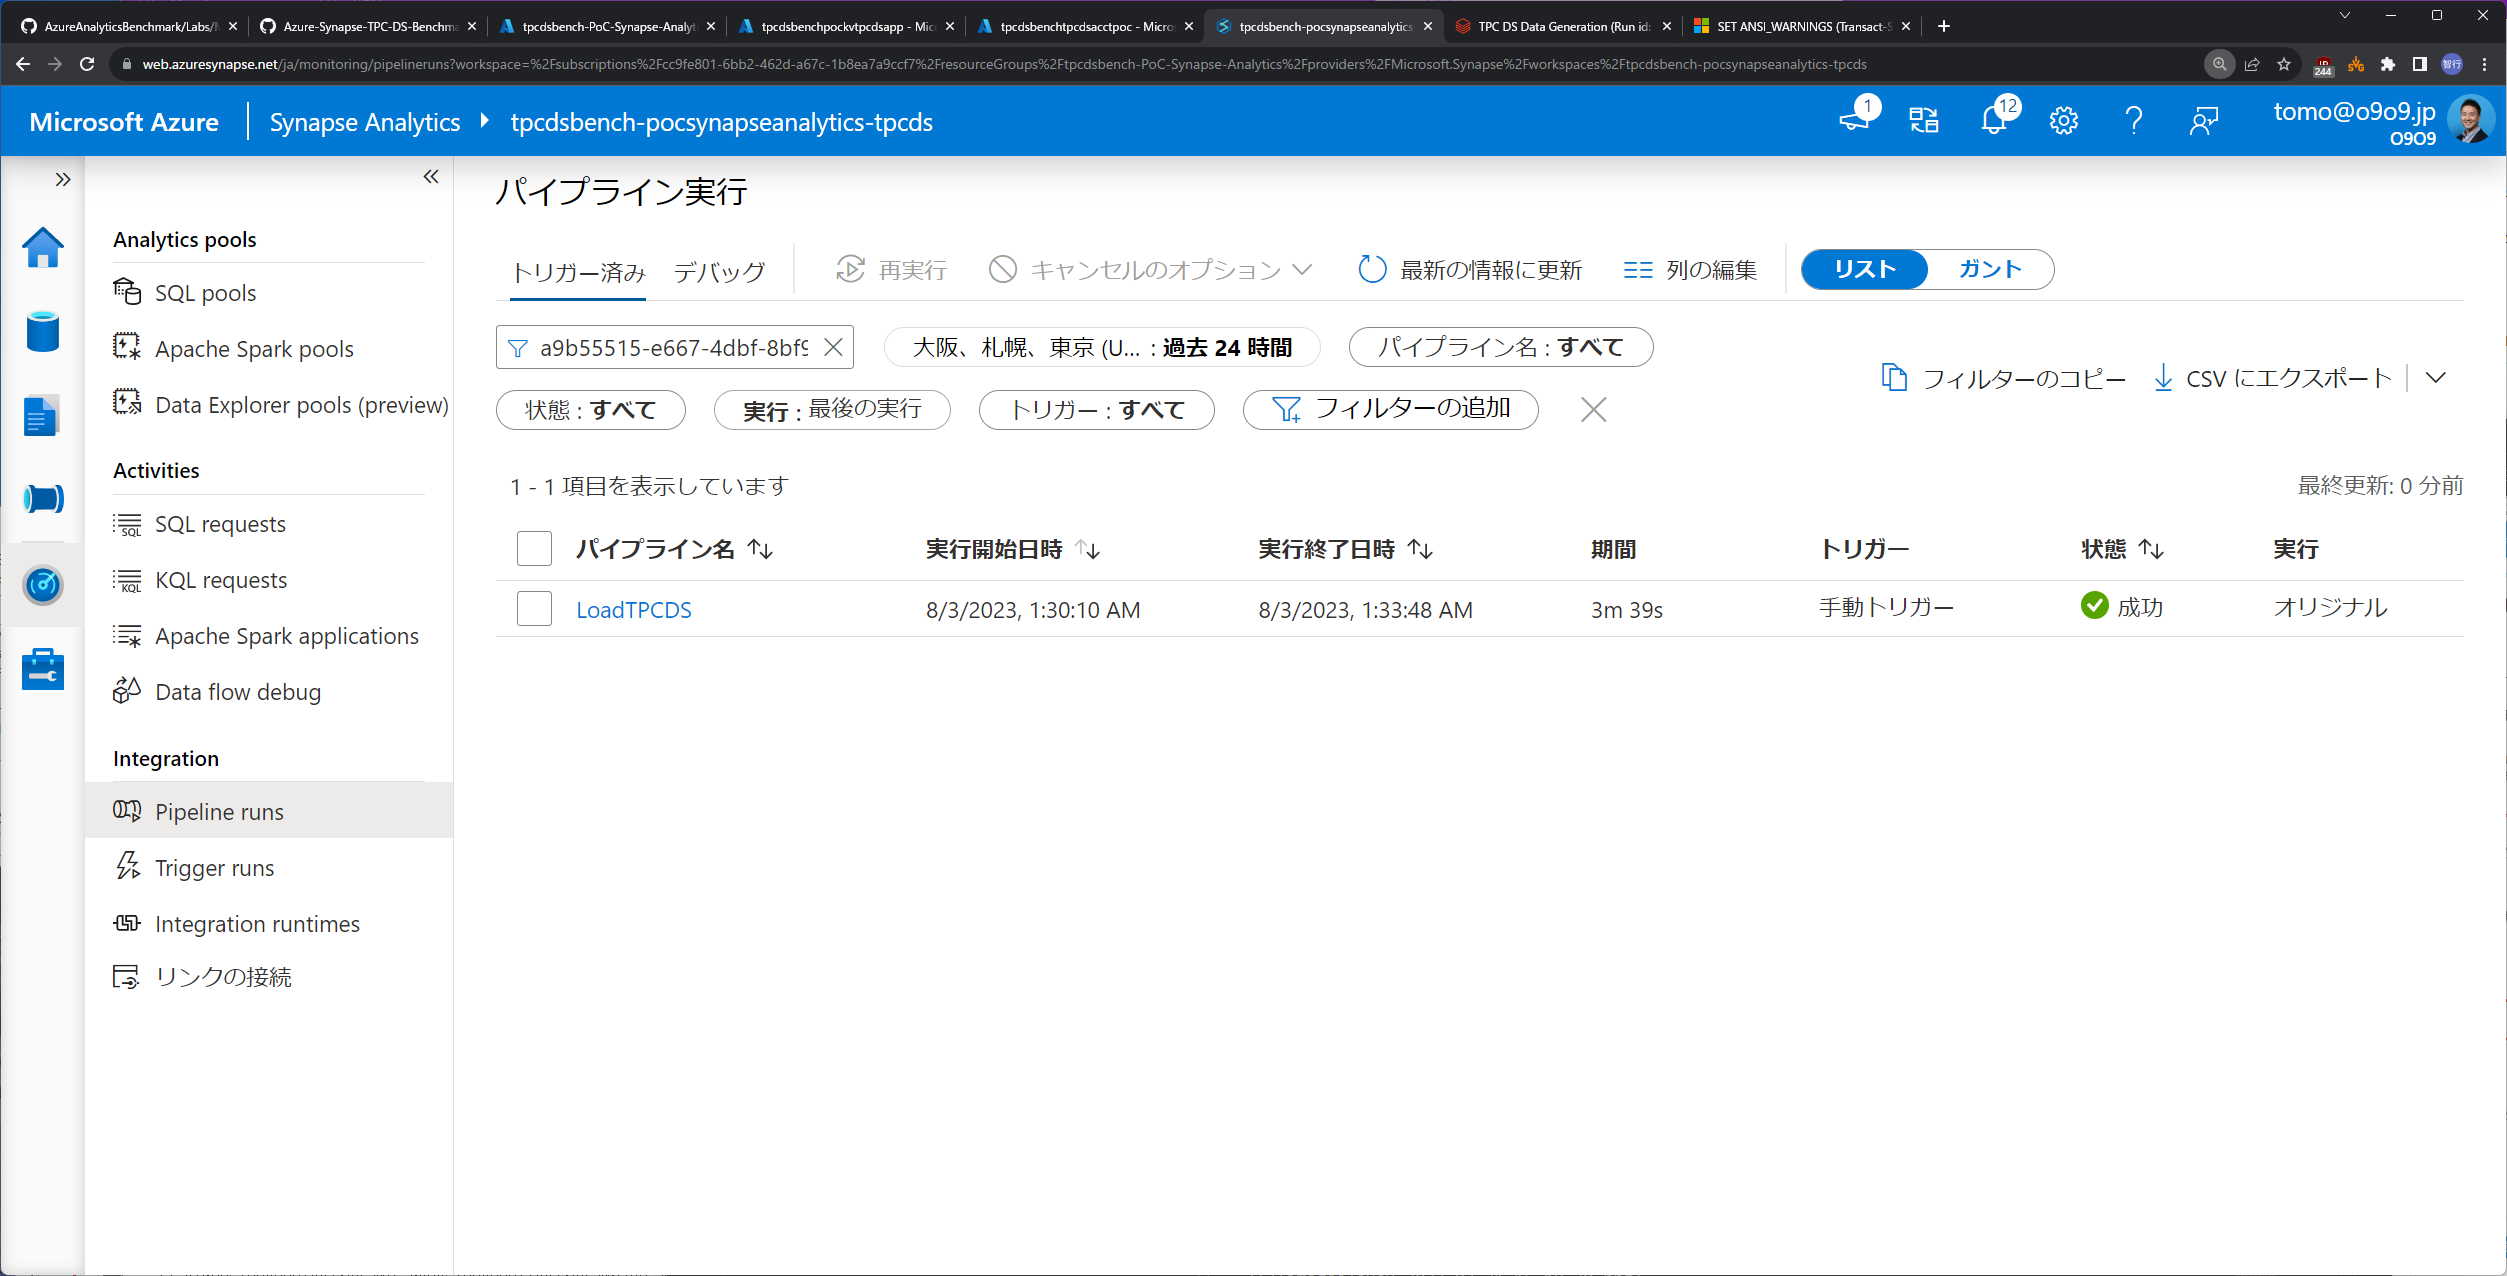 AzureAnalyticsBenchmark/Labs/
Azure-Synapse-TPC-DS-Benchm
tpcdsbench-PoC-Synapse-Analyt
tpcdsbenchpockvtpcdsapp - Mic
tpcdsbenchtpcdsacctpoc - Micros
tpcdsbench-pocsynapseanalytics
TPC DS Data Generation (Run id:
SET ANSI_WARNINGS (Transact-S
web.azuresynapse.net/ja/monitoring/pipelineruns?workspace=%2Fsubscriptions%2Fcc9fe801-6bb2-462d-a67c-1b8ea7a9ccf7%2FresourceGroups%2Ftpcdsbench-PoC-Synapse-Analytics%2Fproviders%2FMicrosoft.Synapse%2Fworkspaces%2Ftpcdsbench-pocsynapseanalytics-tpcds
244
智行
Microsoft Azure
Synapse Analytics
tpcdsbench-pocsynapseanalytics-tpcds
1
12
tomo@o9o9.jp
O9O9
Analytics pools
SQL pools
Apache Spark pools
Data Explorer pools (preview)
Activities
SQL requests
KQL requests
Apache Spark applications
Data flow debug
Integration
Pipeline runs
Trigger runs
Integration runtimes
リンクの接続
パイプライン実行
トリガー済み デバッグ 再実行 キャンセルのオプション 最新の情報に更新 列の編集 リスト ガント
a9b55515-e667-4dbf-8bf9 大阪、札幌、東京 (U... : 過去 24 時間 パイプライン名 : すべて
状態 : すべて 実行 : 最後の実行 トリガー : すべて フィルターの追加
フィルターのコピー CSV にエクスポート
1 - 1 項目を表示しています 最終更新: 0 分前
パイプライン名 実行開始日時 実行終了日時 期間 トリガー 状態 実行
LoadTPCDS 8/3/2023, 1:30:10 AM 8/3/2023, 1:33:48 AM 3m 39s 手動トリガー 成功 オリジナル